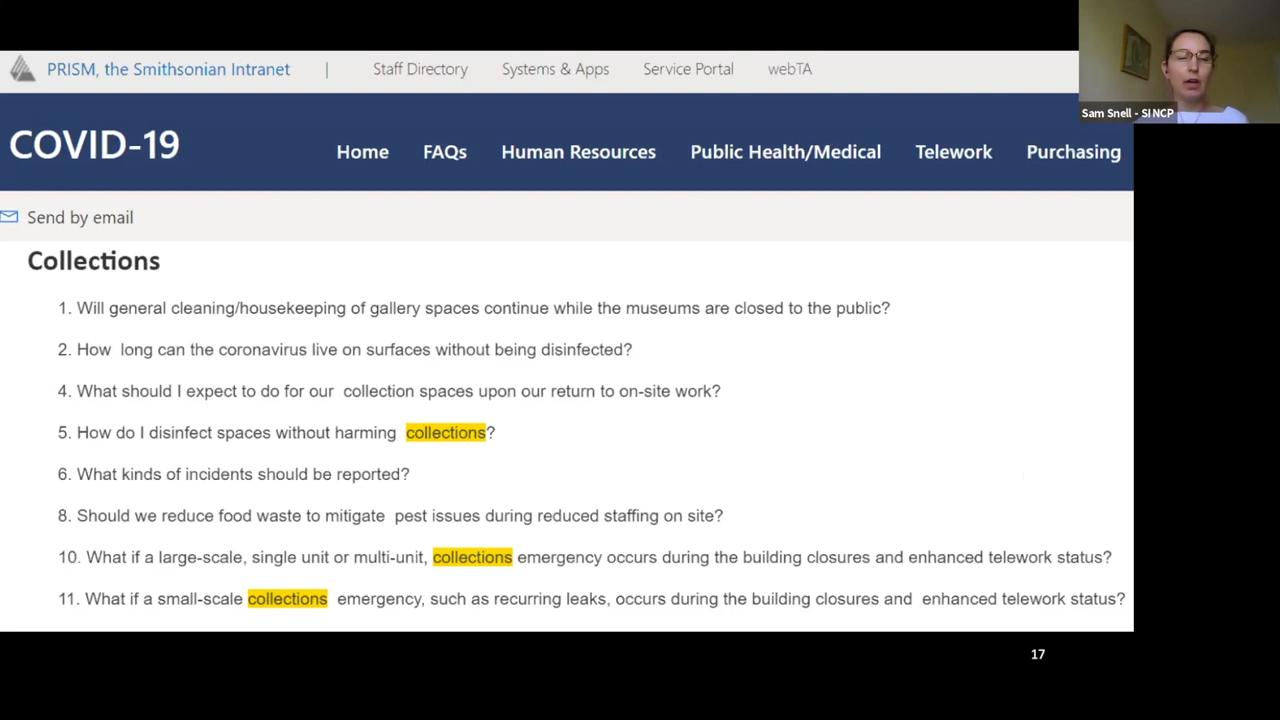 PRISM, the Smithsonian Intranet | Staff Directory Systems & Apps Service Portal webTA
Sam Snell - SI NCP
COVID-19 Home FAQs Human Resources Public Health/Medical Telework Purchasing
Send by email
Collections
1. Will general cleaning/housekeeping of gallery spaces continue while the museums are closed to the public?
2. How long can the coronavirus live on surfaces without being disinfected?
4. What should I expect to do for our collection spaces upon our return to on-site work?
5. How do I disinfect spaces without harming collections?
6. What kinds of incidents should be reported?
8. Should we reduce food waste to mitigate pest issues during reduced staffing on site?
10. What if a large-scale, single unit or multi-unit, collections emergency occurs during the building closures and enhanced telework status?
11. What if a small-scale collections emergency, such as recurring leaks, occurs during the building closures and enhanced telework status?
17